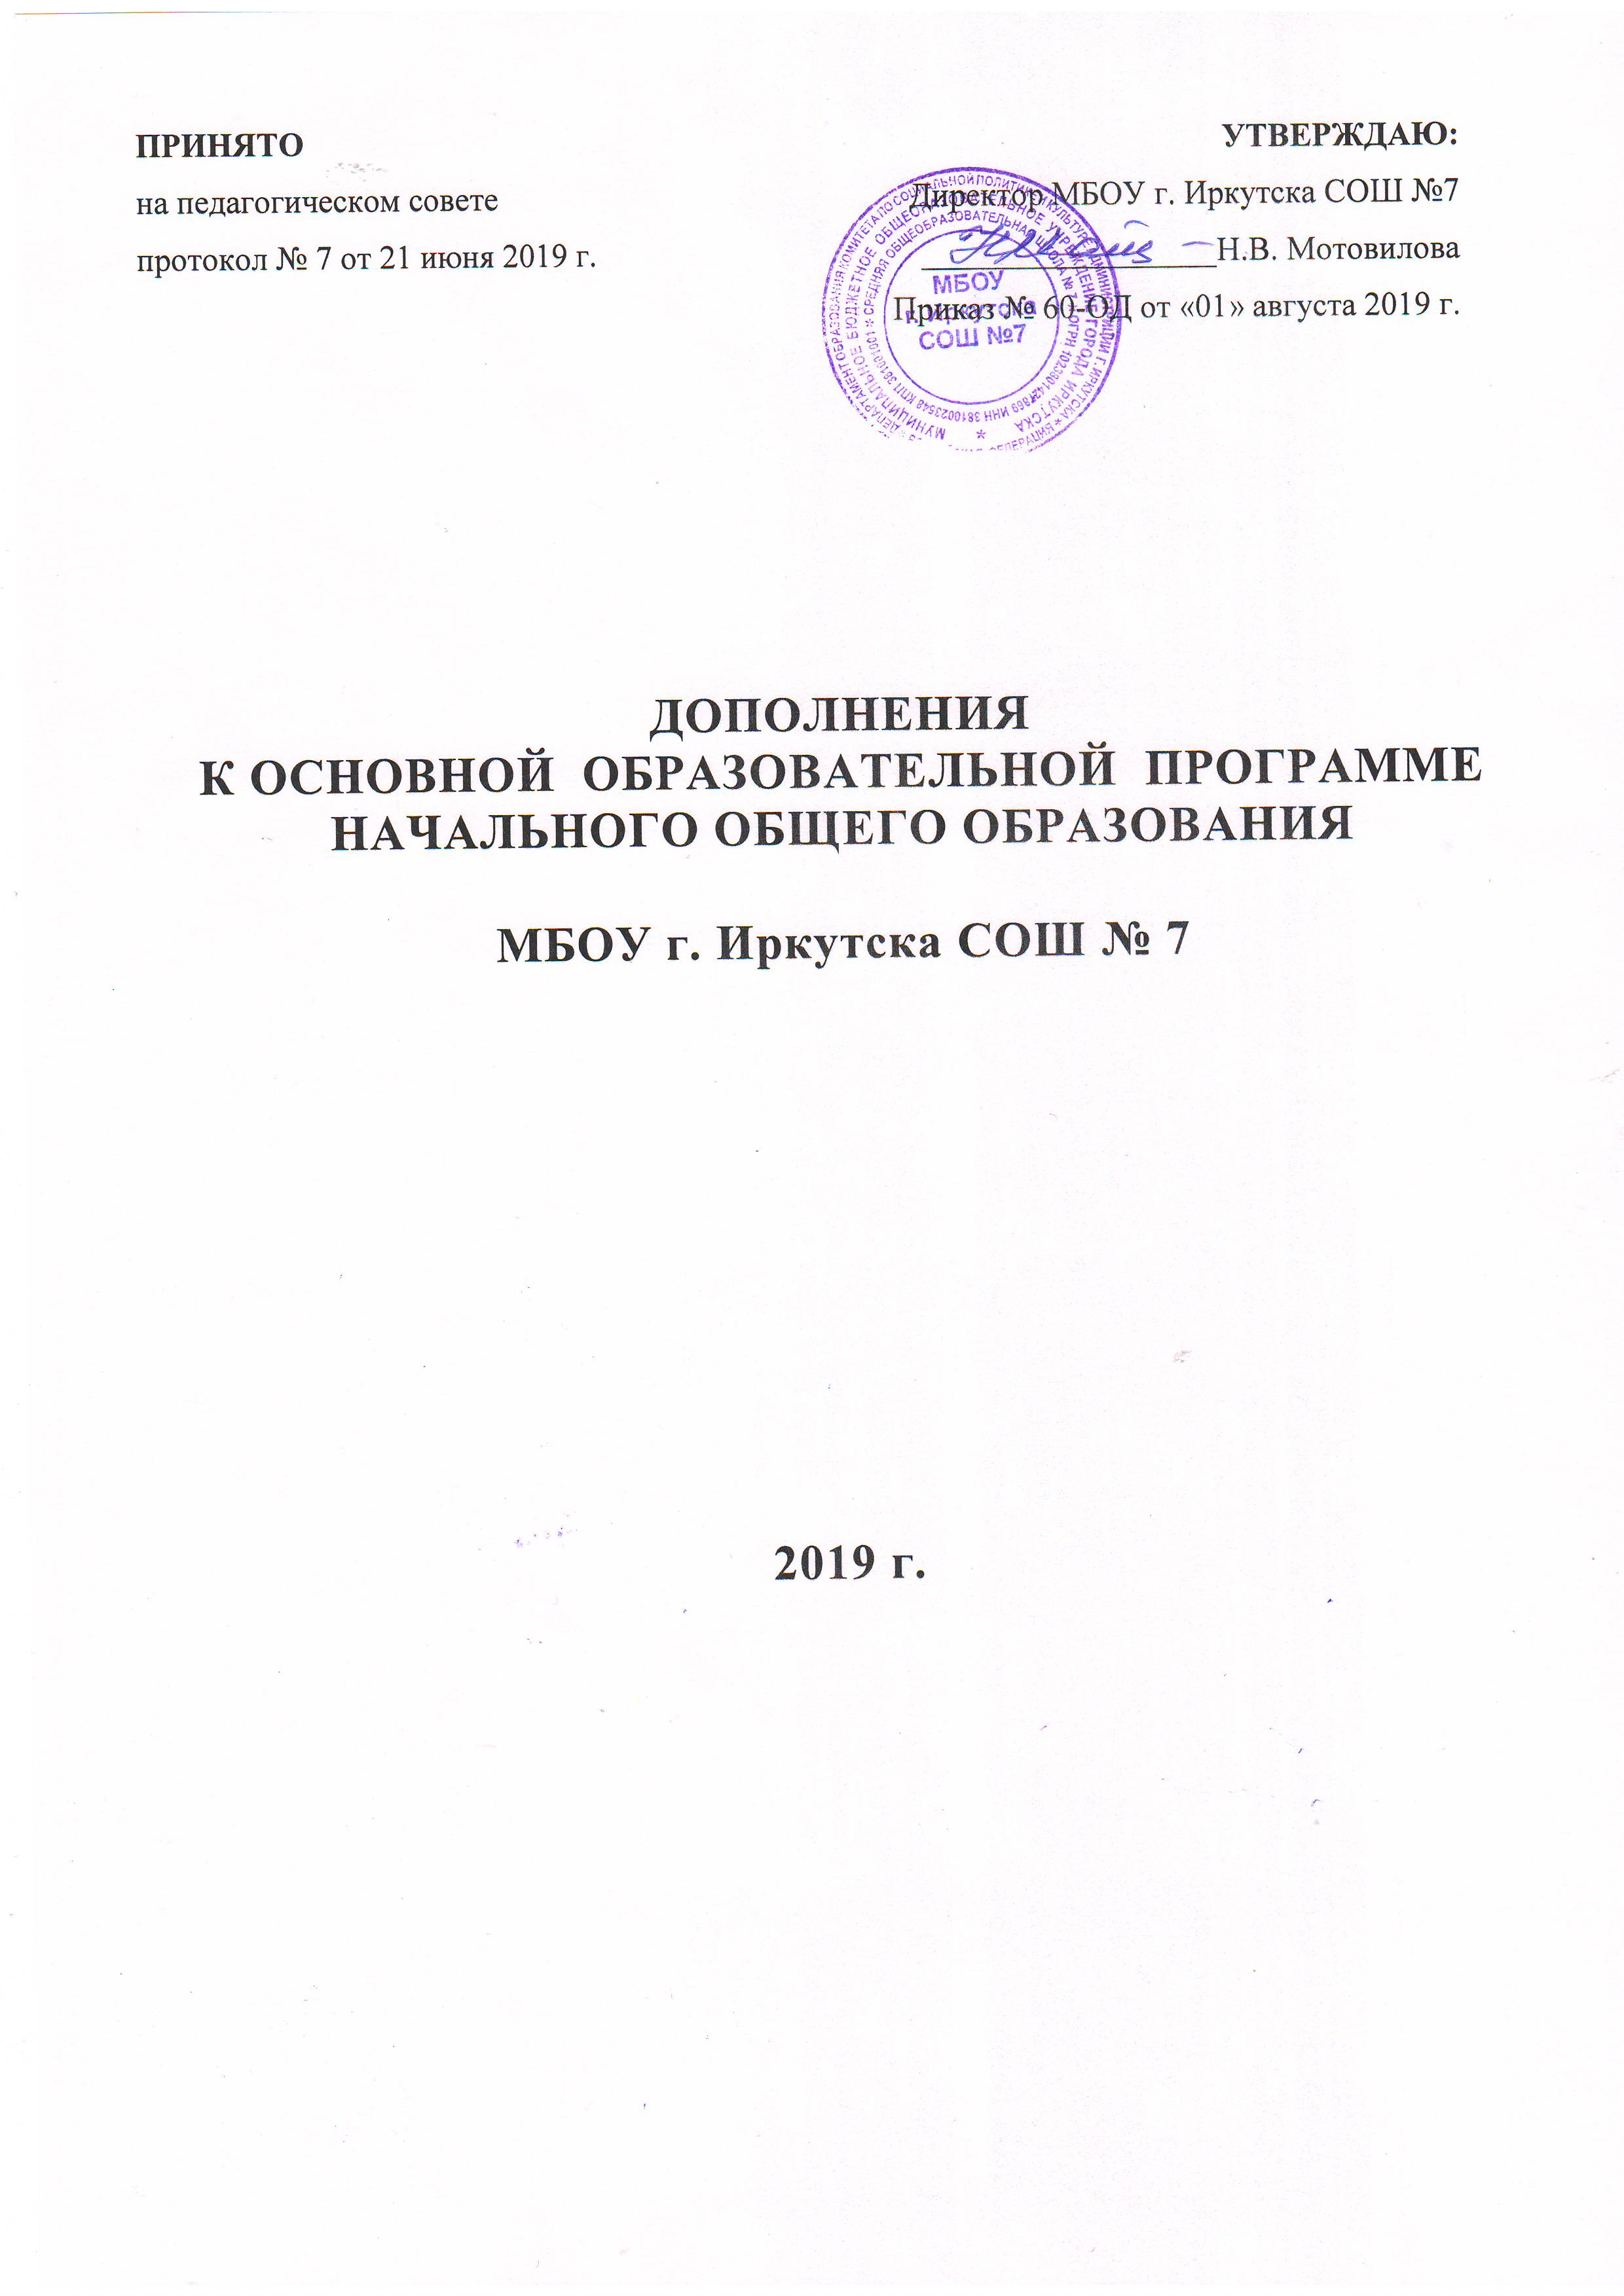 ПРИНЯТО
на педагогическом совете
протокол № 7 от 21 июня 2019 г.
УТВЕРЖДАЮ:
Директор МБОУ г. Иркутска СОШ №7
Н.В. Мотовилова
Приказ № 60-ОД от «01» августа 2019 г.
МБОУ
г. Иркутска
СОШ №7
ДОПОЛНЕНИЯ
К ОСНОВНОЙ ОБРАЗОВАТЕЛЬНОЙ ПРОГРАММЕ
НАЧАЛЬНОГО ОБЩЕГО ОБРАЗОВАНИЯ
МБОУ г. Иркутска СОШ № 7
2019 г.